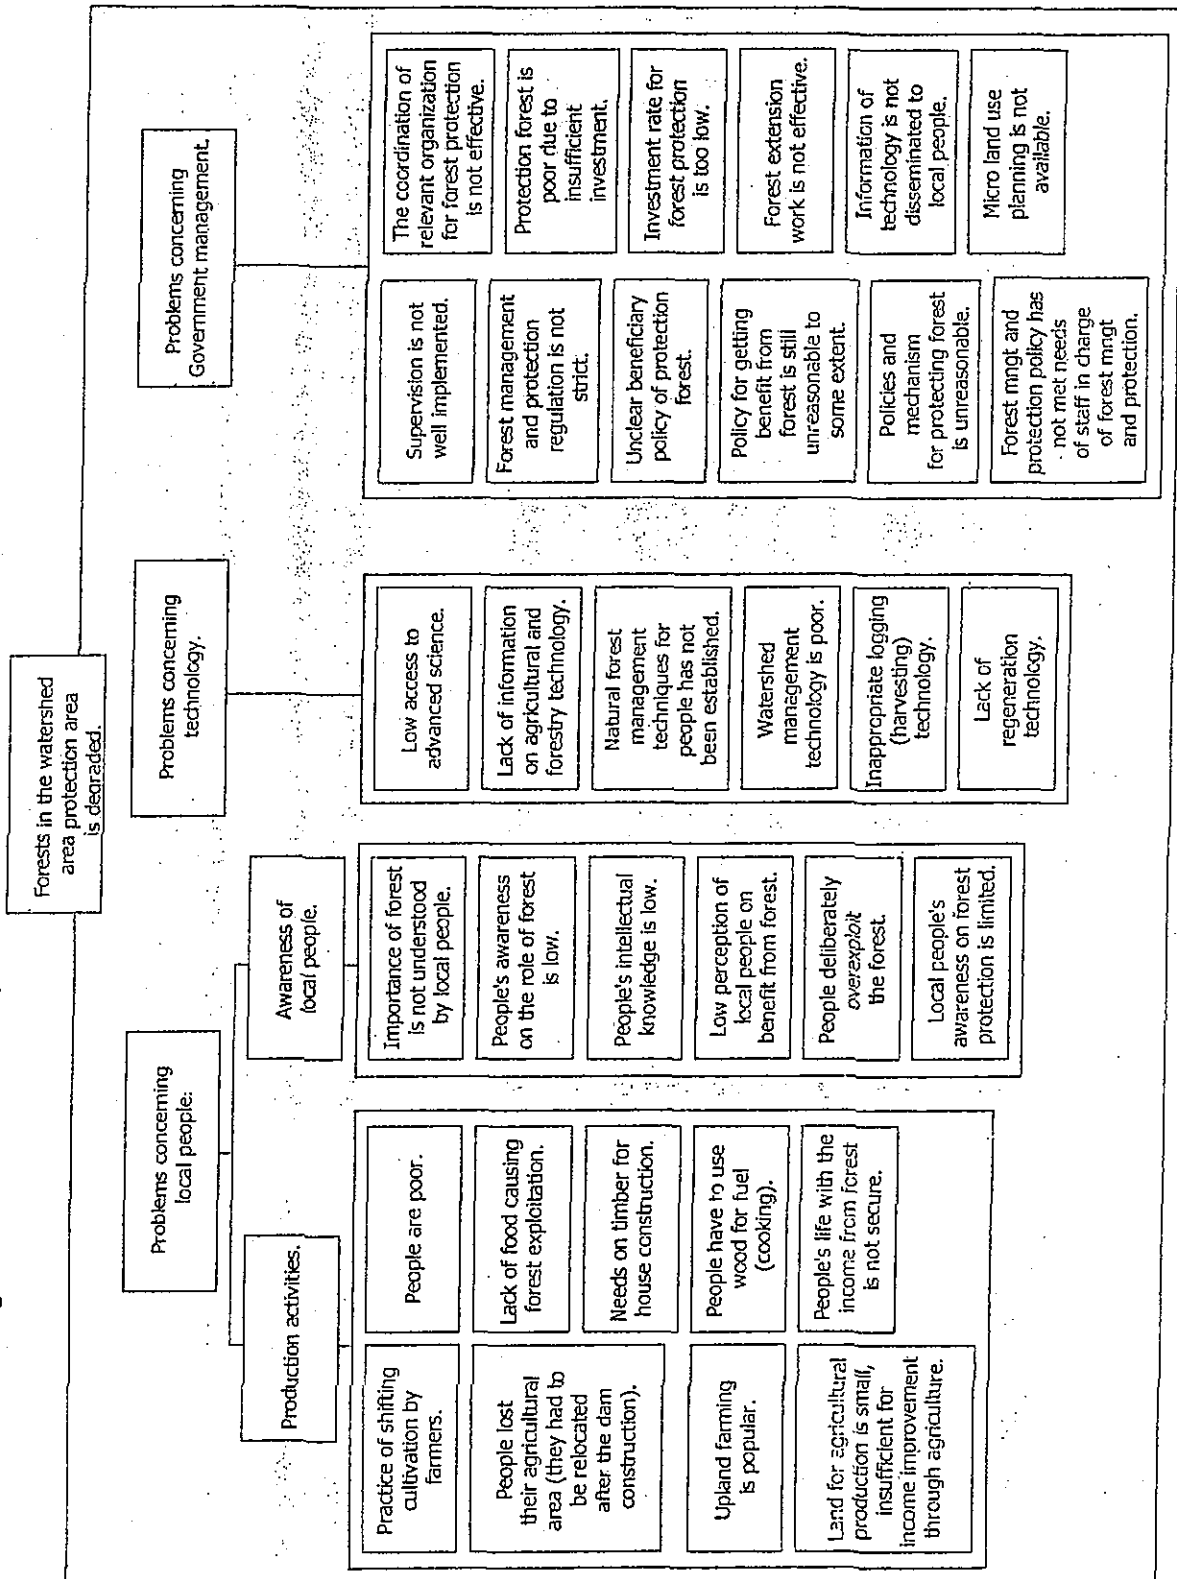 Forests in the watershed
area protection area
is degraded.
Problems concerning
local people.
Problems concerning
technology.
Problems concerning
Government management.
Production activities.
Awareness of
local people.
Practice of shifting
cultivation by
farmers.
People lost
their agricultural
area (they had to
be relocated
after the dam
construction).
Upland farming
is popular.
Land for agricultural
production is small,
insufficient for
income improvement
through agriculture.
People are poor.
Lack of food causing
forest exploitation.
Needs on timber for
house construction.
People have to use
wood for fuel
(cooking).
People's life with the
income from forest
is not secure.
Importance of forest
is not understood
by local people.
People's awareness
on the role of forest
is low.
People's intellectual
knowledge is low.
Low perception of
local people on
benefit from forest.
People deliberately
overexploit
the forest.
Local people's
awareness on forest
protection is limited.
Low access to
advanced science.
Lack of information
on agricultural and
forestry technology.
Natural forest
management
techniques for
people has not
been established.
Watershed
management
technology is poor.
Inappropriate logging
(harvesting)
technology.
Lack of
regeneration
technology.
Supervision is not
well implemented.
Forest management
and protection
regulation is not
strict.
Unclear beneficiary
policy of protection
forest.
Policy for getting
benefit from
forest is still
unreasonable to
some extent.
Policies and
mechanism
for protecting forest
is unreasonable.
Forest mngt and
protection policy has
not met needs
of staff in charge
of forest mngt
and protection.
The coordination of
relevant organization
for forest protection
is not effective.
Protection forest is
poor due to
insufficient
investment.
Investment rate for
forest protection
is too low.
Forest extension
work is not effective.
Information of
technology is not
disseminated to
local people.
Micro land use
planning is not
available.